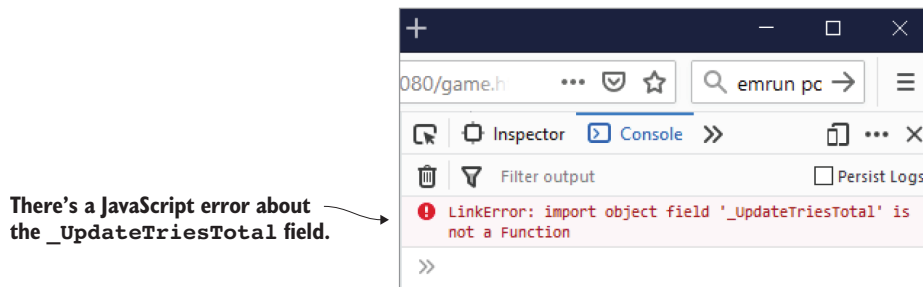 080/game.h
emrun po
Inspector
Console
Filter output
Persist Logs
There's a JavaScript error about
the _UpdateTriesTotal field.
LinkError: import object field '_UpdateTriesTotal' is
not a Function